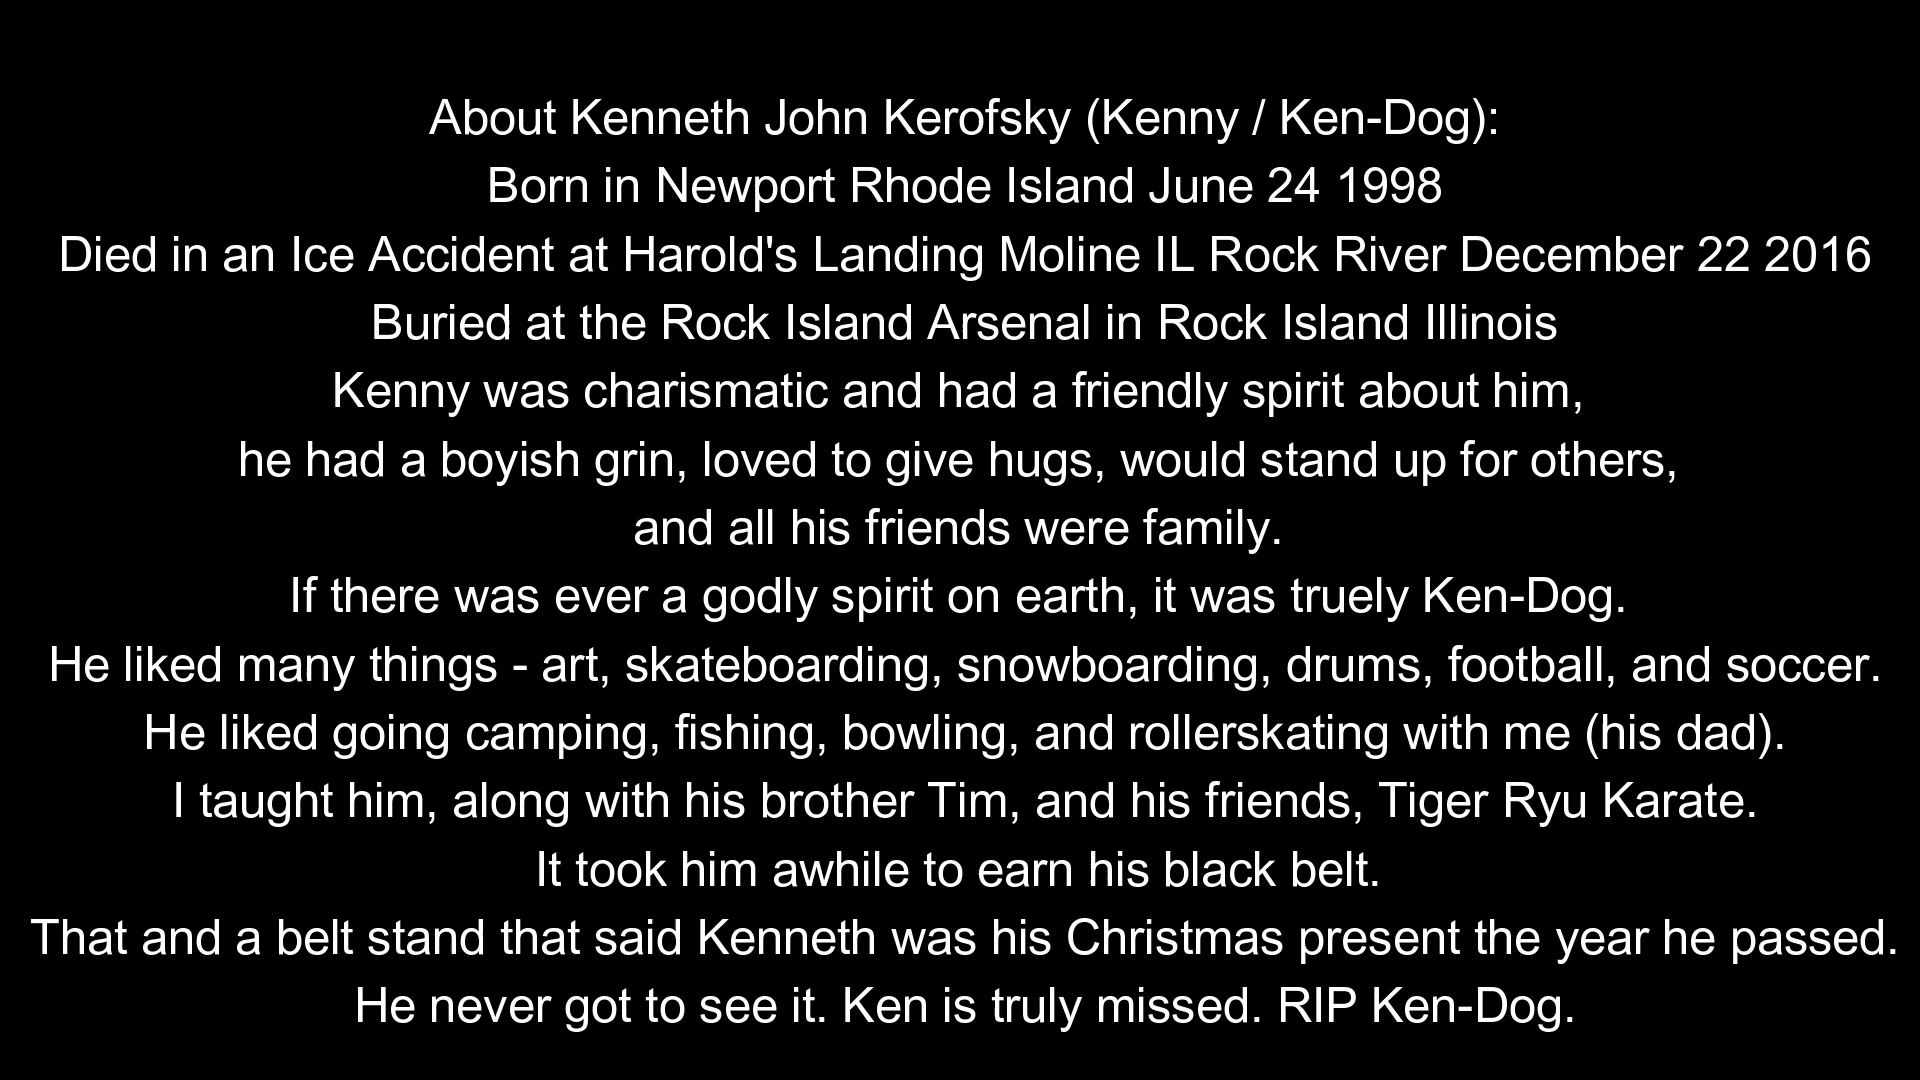 About Kenneth John Kerofsky (Kenny / Ken-Dog):
Born in Newport Rhode Island June 24 1998
Died in an Ice Accident at Harold's Landing Moline IL Rock River December 22 2016
Buried at the Rock Island Arsenal in Rock Island Illinois
Kenny was charismatic and had a friendly spirit about him,
he had a boyish grin, loved to give hugs, would stand up for others,
and all his friends were family.
If there was ever a godly spirit on earth, it was truely Ken-Dog.
He liked many things - art, skateboarding, snowboarding, drums, football, and soccer.
He liked going camping, fishing, bowling, and rollerskating with me (his dad).
I taught him, along with his brother Tim, and his friends, Tiger Ryu Karate.
It took him awhile to earn his black belt.
That and a belt stand that said Kenneth was his Christmas present the year he passed.
He never got to see it. Ken is truly missed. RIP Ken-Dog.